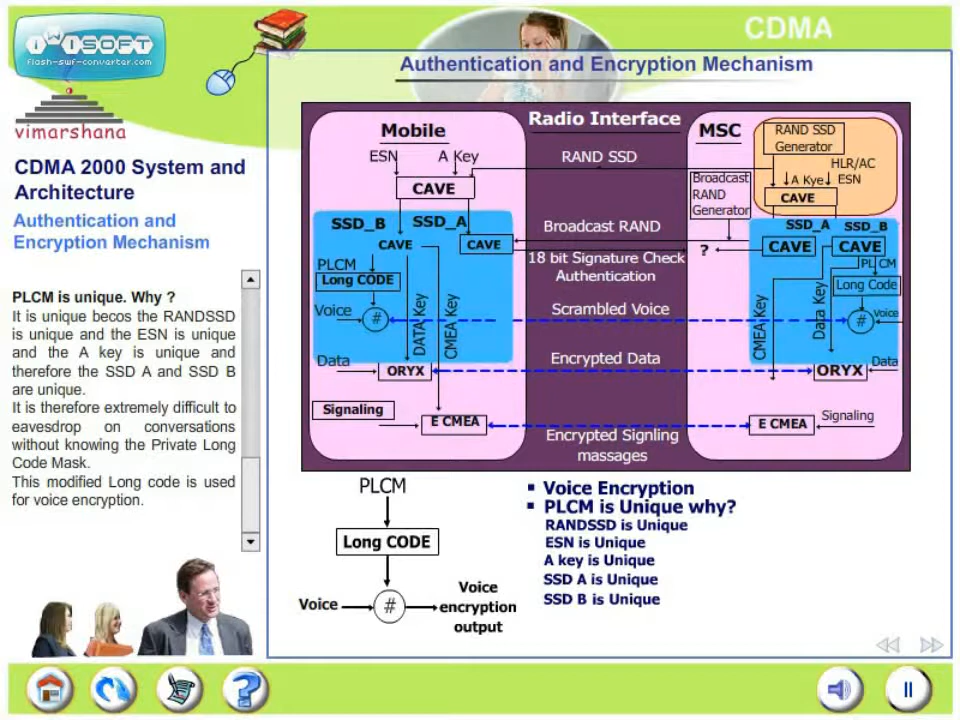 iWiSOFT
flash-swf-converter.com
CDMA
vimarshana
Authentication and Encryption Mechanism
CDMA 2000 System and
Architecture
Authentication and
Encryption Mechanism
PLCM is unique. Why ?
It is unique becos the RANDSSD
is unique and the ESN is unique
and the A key is unique and
therefore the SSD A and SSD B
are unique.
It is therefore extremely difficult to
eavesdrop on conversations
without knowing the Private Long
Code Mask.
This modified Long code is used
for voice encryption.
Mobile
ESN
A Key
CAVE
SSD_B
SSD_A
CAVE
CAVE
PLCM
Long CODE
Voice
#
DATA Key
CMEA Key
Data
ORYX
Signaling
E CMEA
Radio Interface
RAND SSD
Broadcast RAND
18 bit Signature Check
Authentication
Scrambled Voice
Encrypted Data
Encrypted Signling
massages
MSC
RAND SSD
Generator
HLR/AC
A Kye
ESN
Broadcast
RAND
Generator
CAVE
SSD_A
SSD_B
?
CAVE
CAVE
PL CM
Long Code
CMEA Key
Data Key
#
Voice
Data
ORYX
E CMEA
Signaling
PLCM
Long CODE
Voice
#
Voice
encryption
output
▪ Voice Encryption
▪ PLCM is Unique why?
RANDSSD is Unique
ESN is Unique
A key is Unique
SSD A is Unique
SSD B is Unique